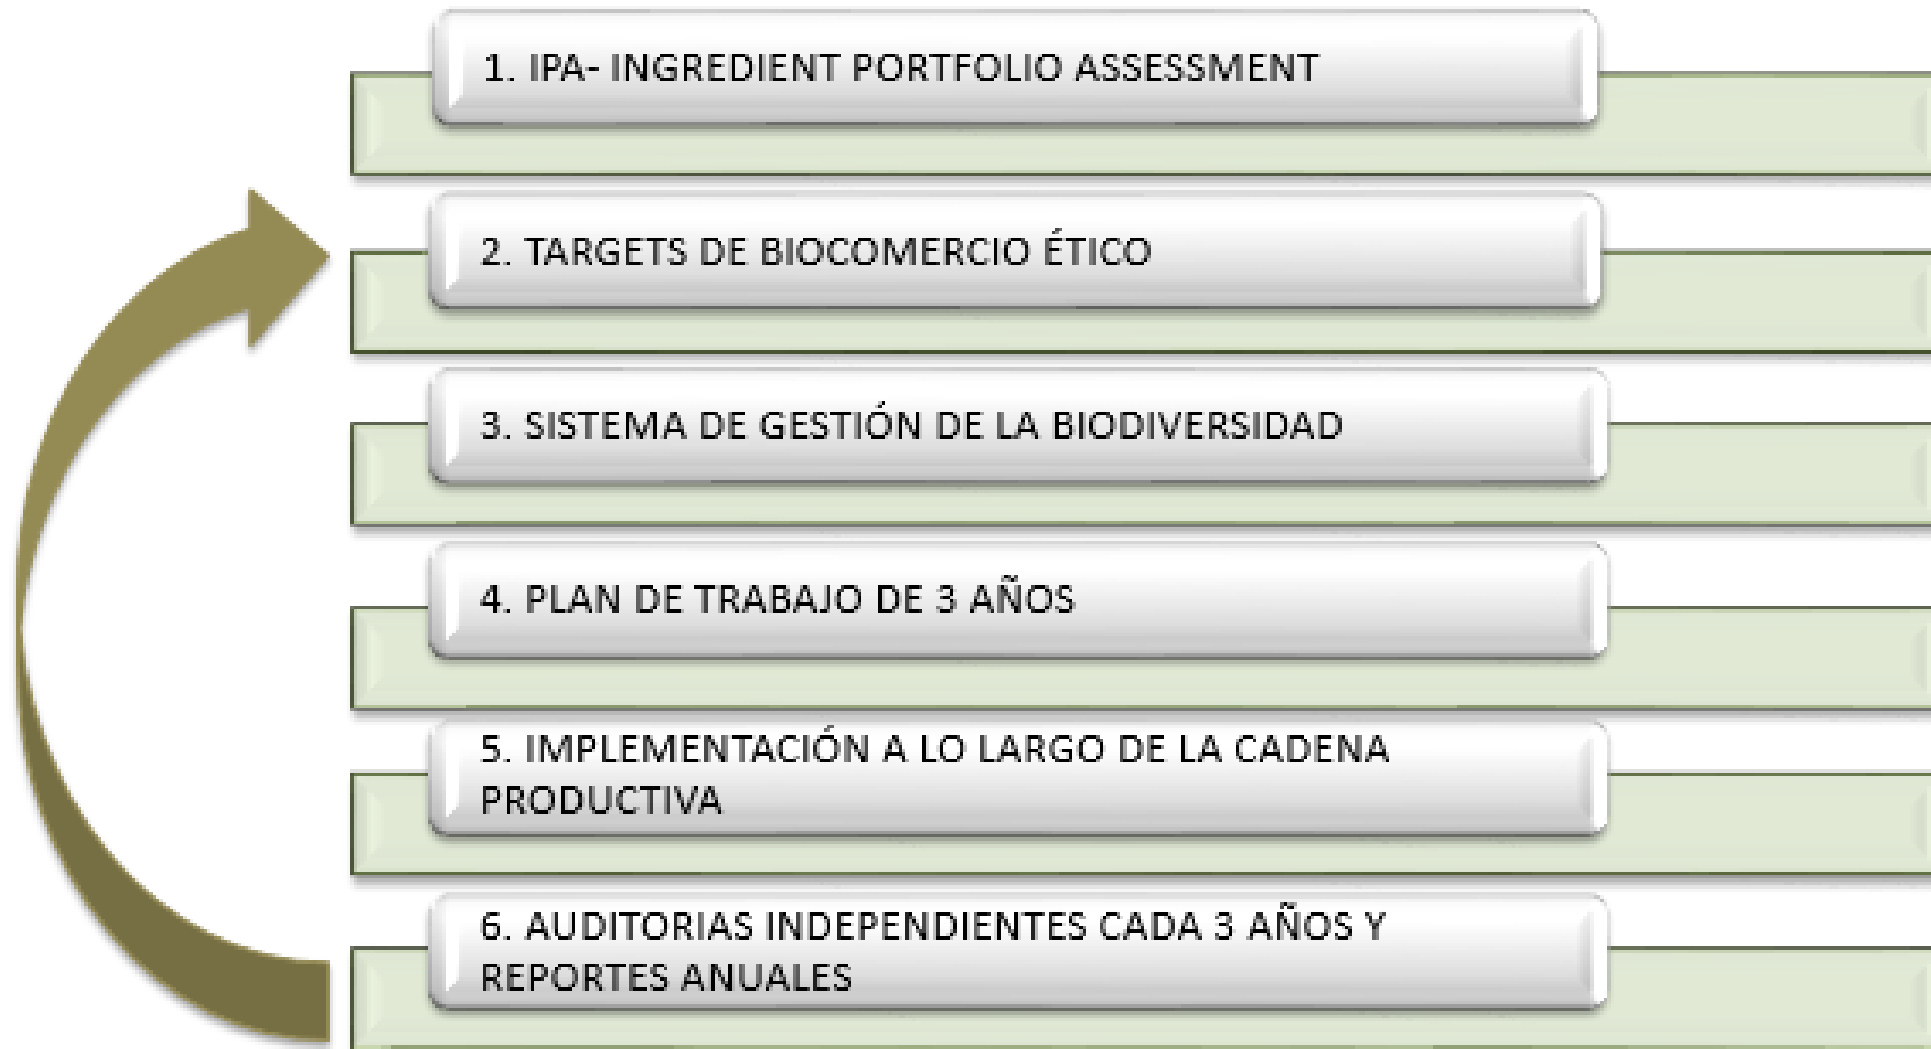 1. IPA- INGREDIENT PORTFOLIO ASSESSMENT
2. TARGETS DE BIOCOMERCIO ÉTICO
3. SISTEMA DE GESTIÓN DE LA BIODIVERSIDAD
4. PLAN DE TRABAJO DE 3 AÑOS
5. IMPLEMENTACIÓN A LO LARGO DE LA CADENA
PRODUCTIVA
6. AUDITORIAS INDEPENDIENTES CADA 3 AÑOS Y
REPORTES ANUALES